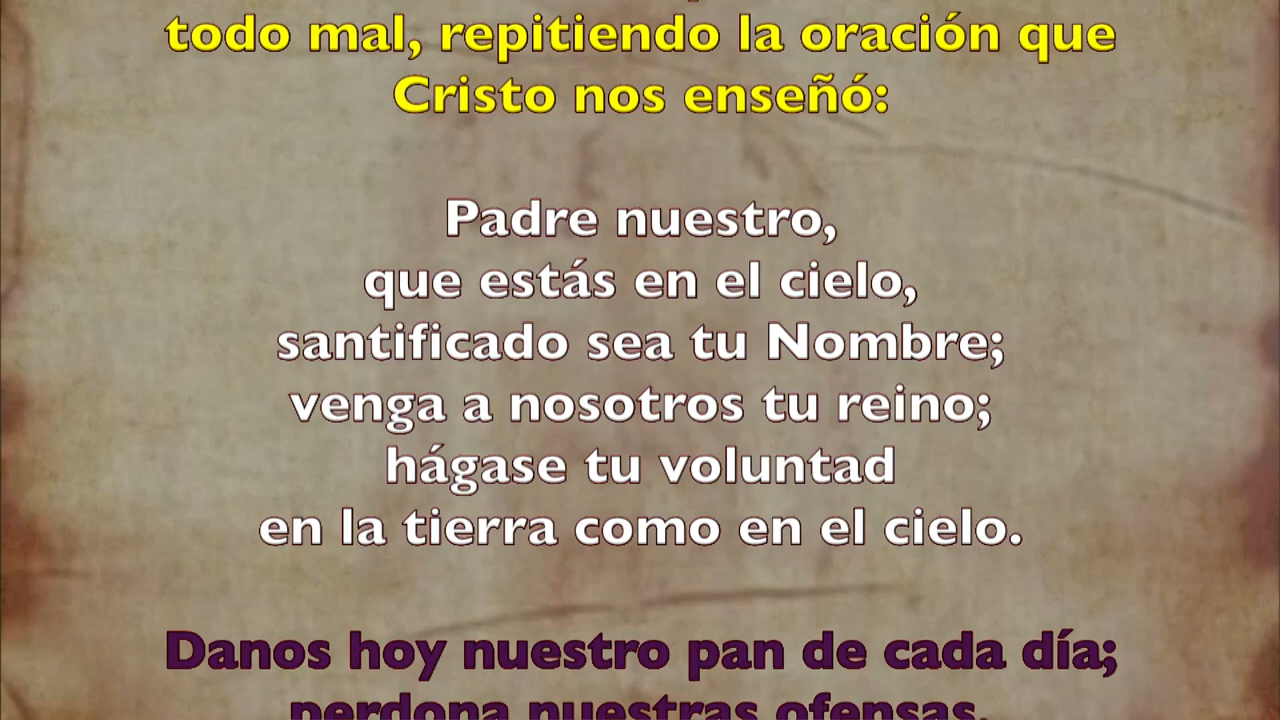 todo mal, repitiendo la oración que
Cristo nos enseñó:
Padre nuestro,
que estás en el cielo,
santificado sea tu Nombre;
venga a nosotros tu reino;
hágase tu voluntad
en la tierra como en el cielo.
Danos hoy nuestro pan de cada día;
perdona nuestras ofensas,